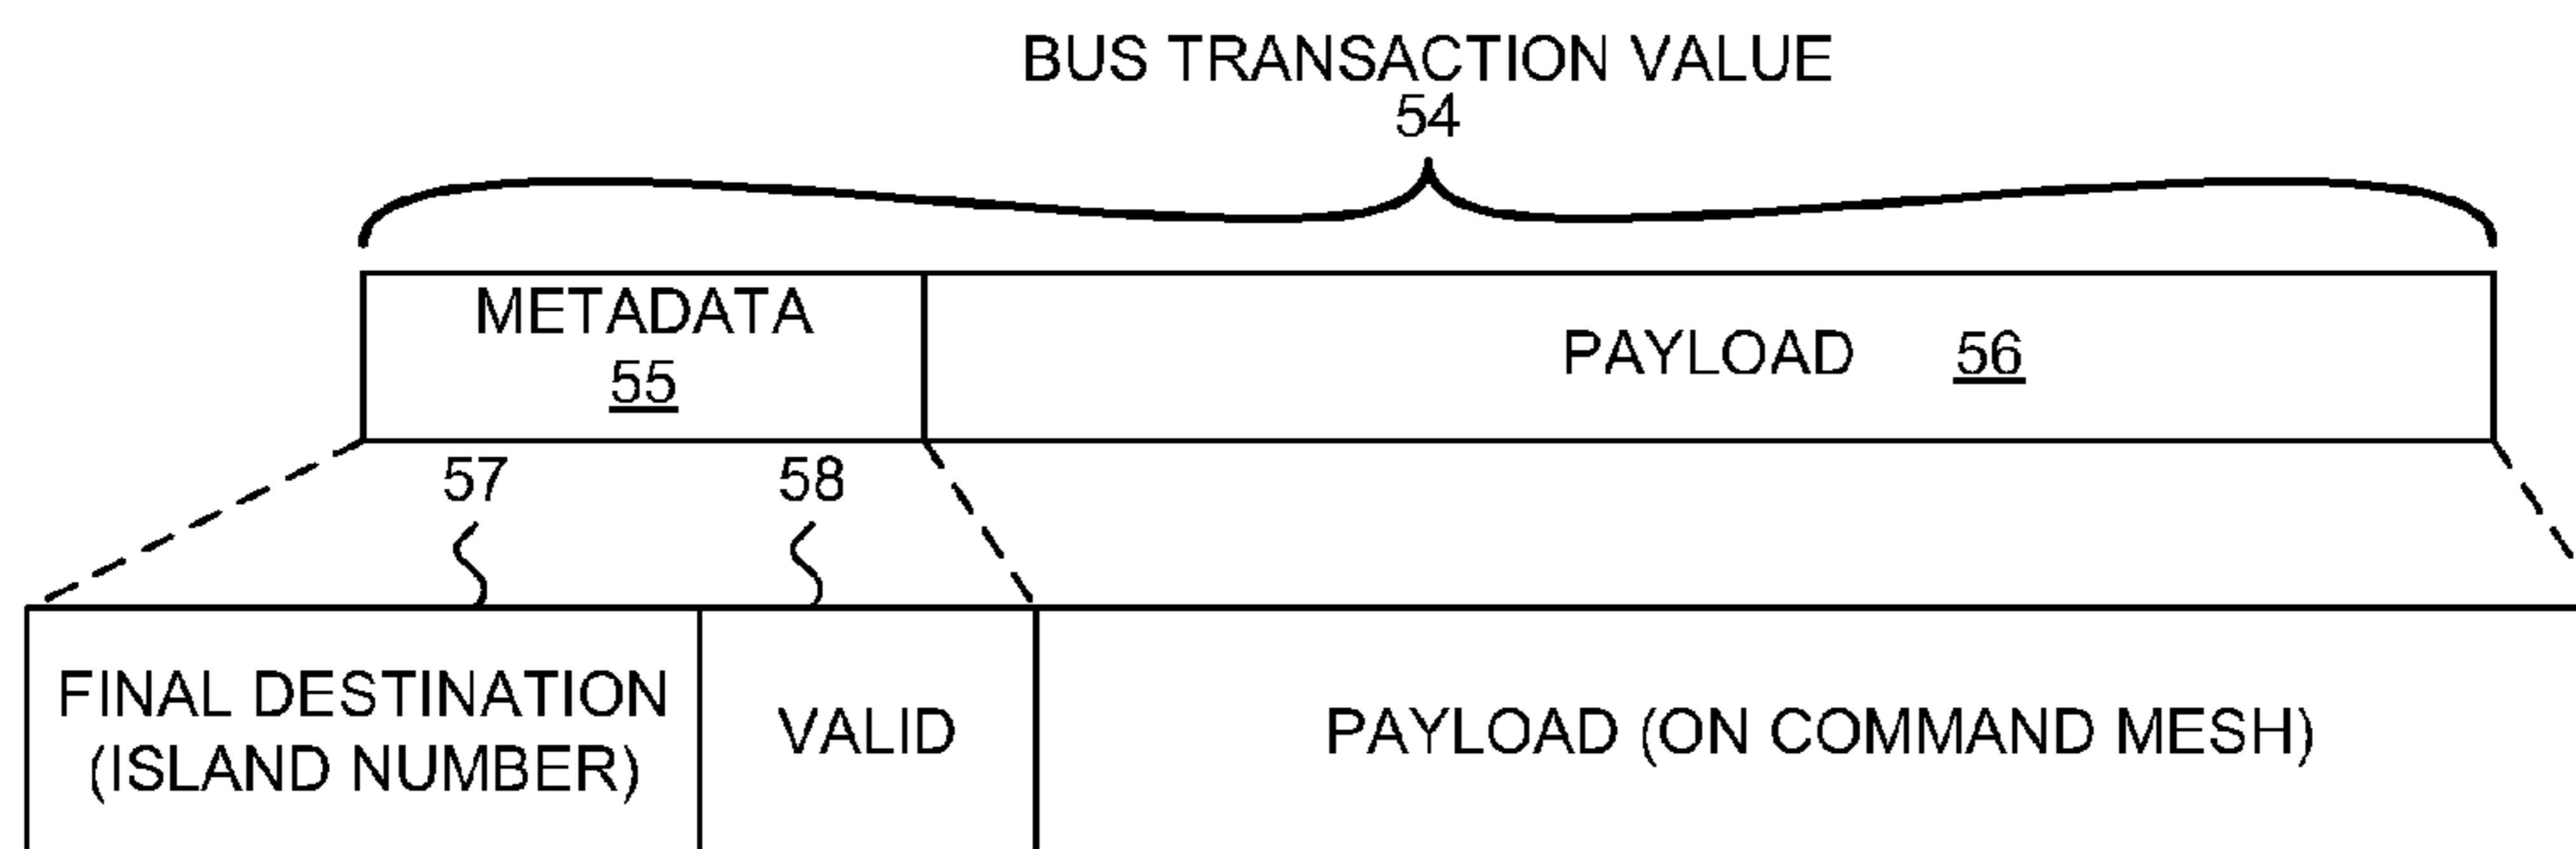 BUS TRANSACTION VALUE
54
METADATA
55
PAYLOAD 56
57 58
FINAL DESTINATION
(ISLAND NUMBER)
VALID
PAYLOAD (ON COMMAND MESH)